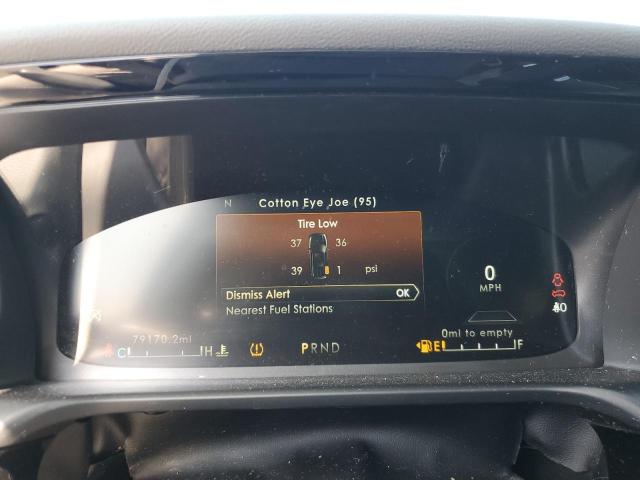 N Cotton Eye Joe (95)
Tire Low
37 36
39 1 psi
Dismiss Alert OK
Nearest Fuel Stations
0
MPH
79170.2mi
0mi to empty
C H
PRND
E F